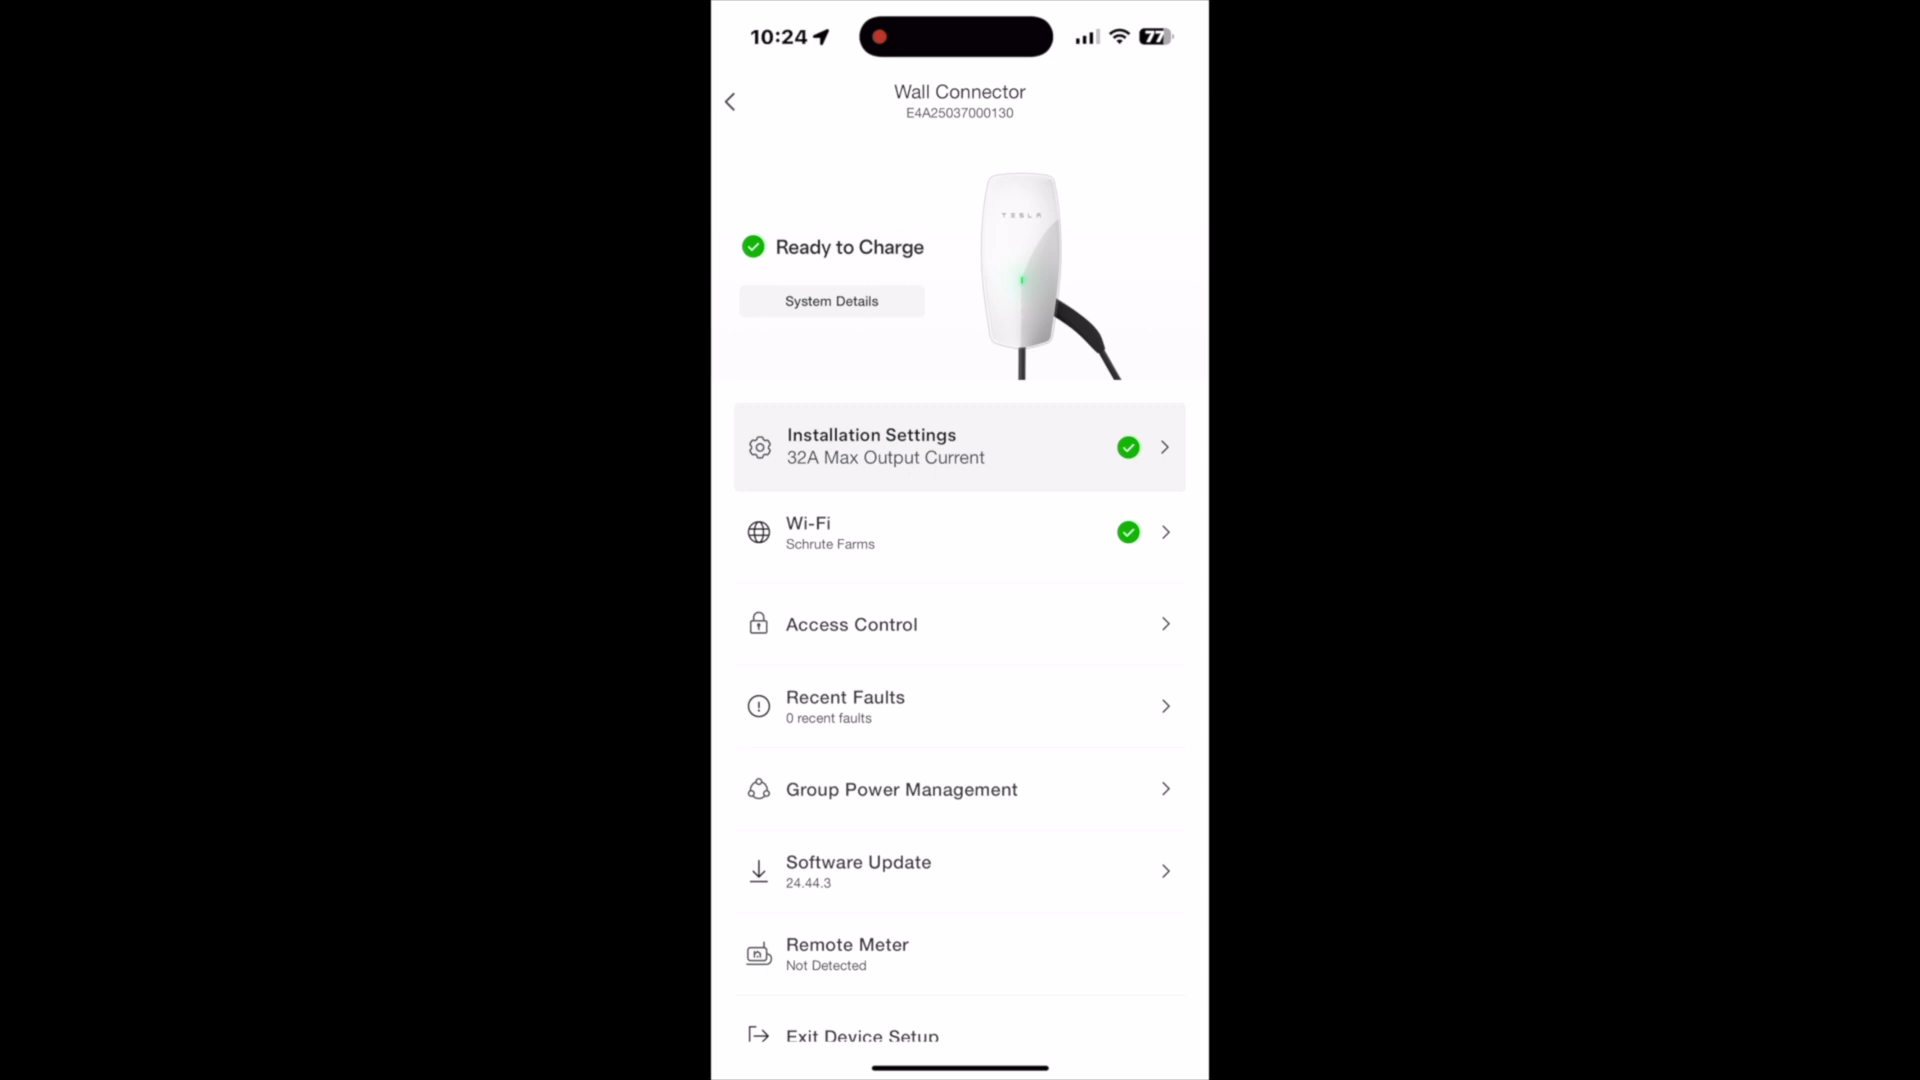 10:24
77
Wall Connector
E4A25037000130
TESLA
Ready to Charge
System Details
Installation Settings
32A Max Output Current
Wi-Fi
Schrute Farms
Access Control
Recent Faults
0 recent faults
Group Power Management
Software Update
24.44.3
Remote Meter
Not Detected
Exit Device Setup